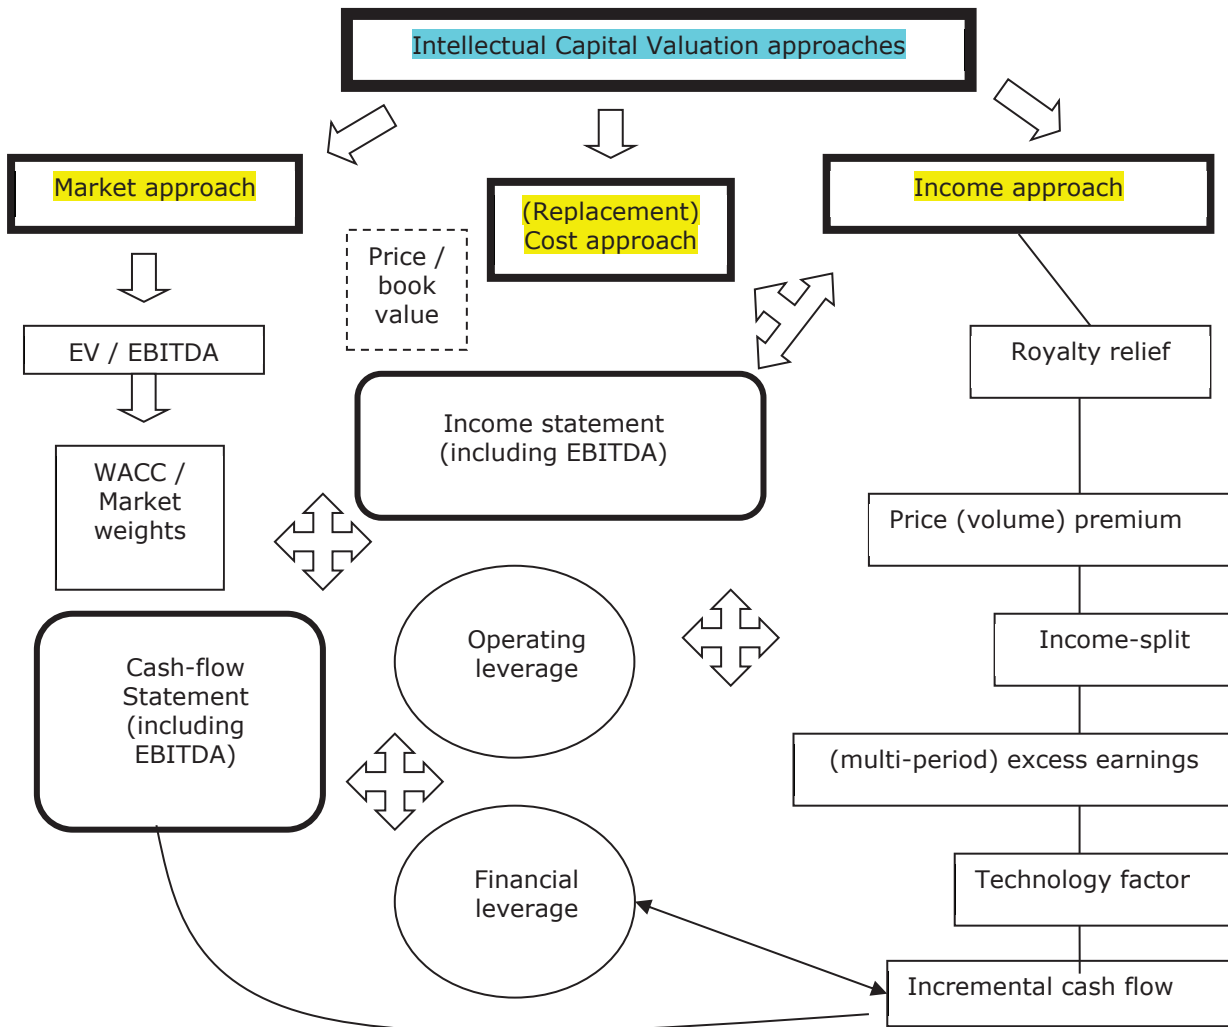 Intellectual Capital Valuation approaches
Market approach
(Replacement)
Cost approach
Income approach
Price /
book
value
EV / EBITDA
Royalty relief
Income statement
(including EBITDA)
WACC /
Market
weights
Price (volume) premium
Operating
leverage
Income-split
Cash-flow
Statement
(including
EBITDA)
(multi-period) excess earnings
Financial
leverage
Technology factor
Incremental cash flow